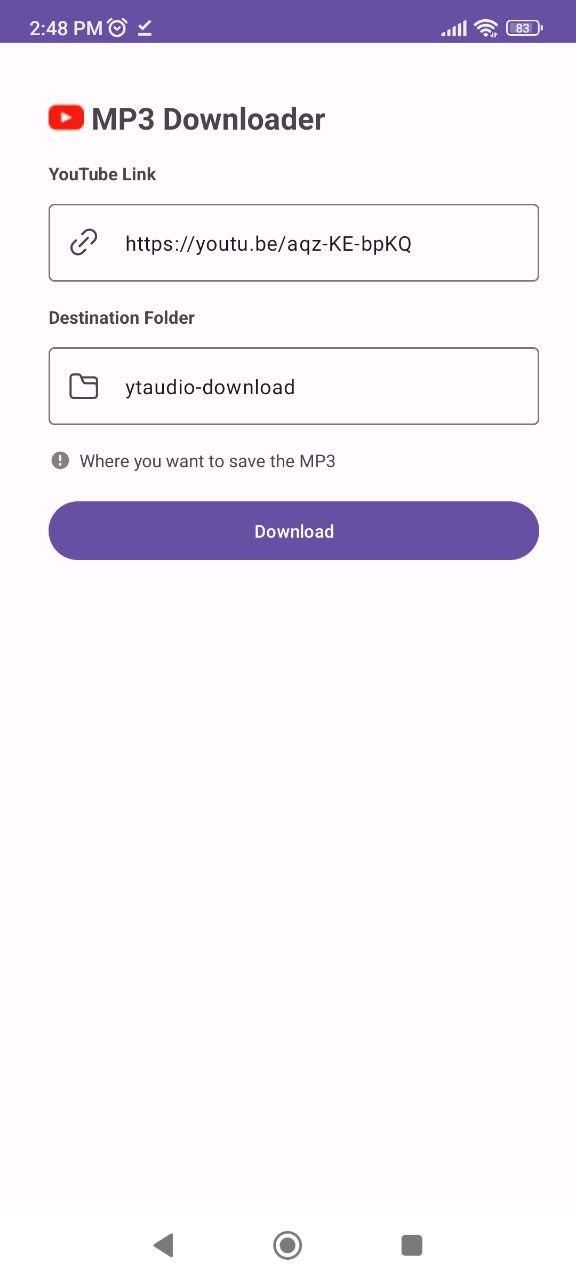 2:48 PM
83
MP3 Downloader
YouTube Link
https://youtu.be/aqz-KE-bpKQ
Destination Folder
ytaudio-download
Where you want to save the MP3
Download